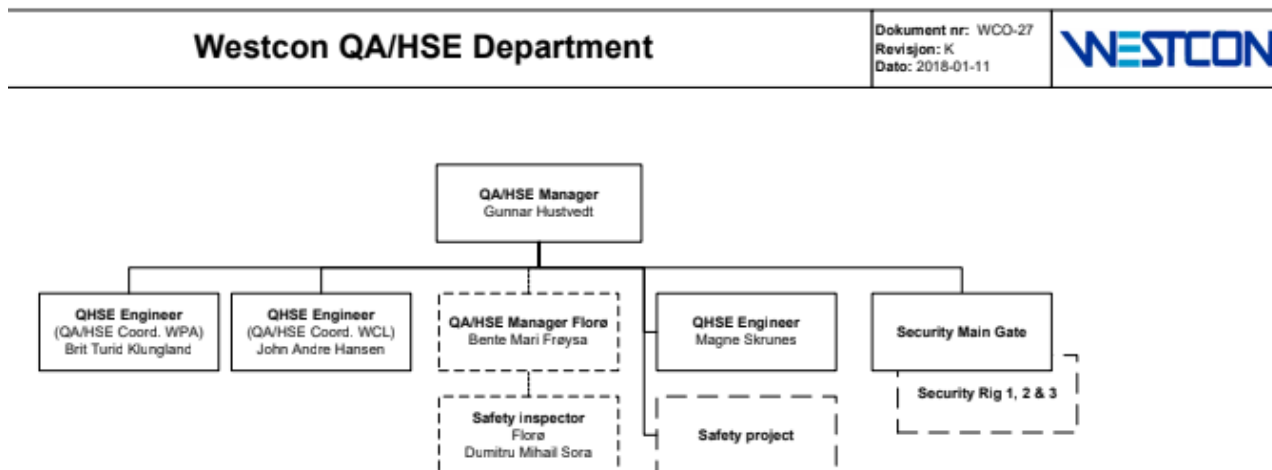 Westcon QA/HSE Department
Dokument nr: WCO-27
Revisjon: K
Dato: 2018-01-11
WESTCON
QA/HSE Manager
Gunnar Hustvedt
QHSE Engineer
(QA/HSE Coord. WPA)
Brit Turid Klungland
QHSE Engineer
(QA/HSE Coord. WCL)
John Andre Hansen
QA/HSE Manager Florø
Bente Mari Frøysa
QHSE Engineer
Magne Skrunes
Security Main Gate
Security Rig 1, 2 & 3
Safety inspector
Florø
Dumitru Mihail Sora
Safety project